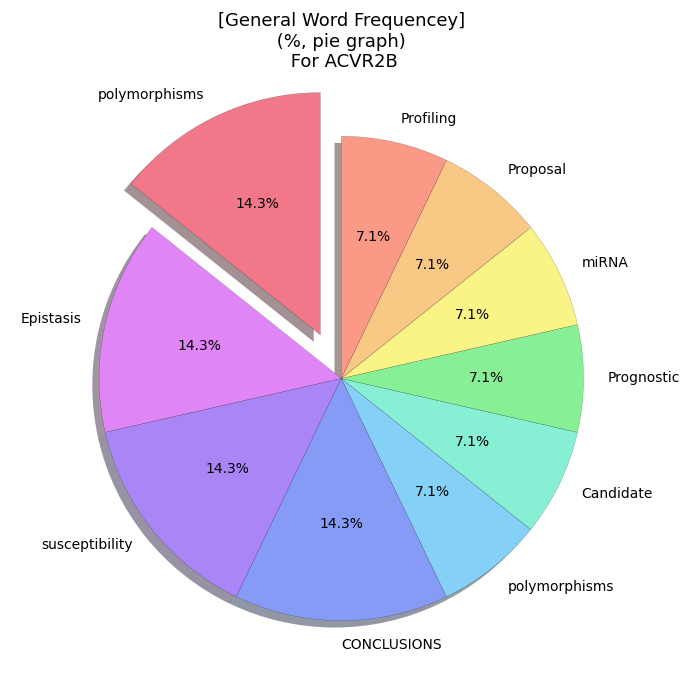 [General Word Frequencey]
(%, pie graph)
For ACVR2B
polymorphisms
14.3%
Profiling
7.1%
Proposal
7.1%
miRNA
7.1%
Prognostic
7.1%
Candidate
7.1%
polymorphisms
7.1%
CONCLUSIONS
14.3%
susceptibility
14.3%
Epistasis
14.3%